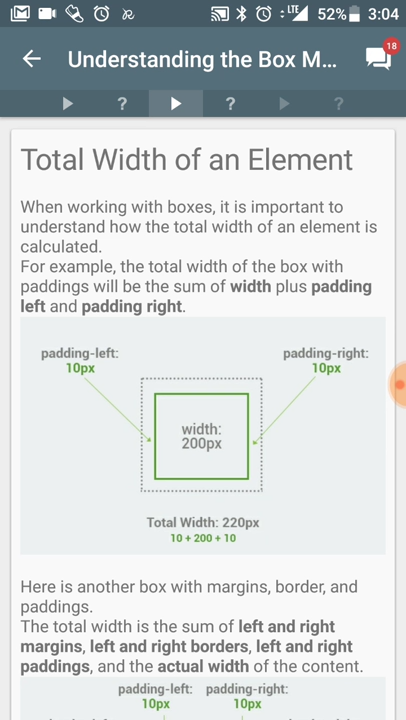 LTE 52% 3:04
Understanding the Box M... 18
? ? ?
Total Width of an Element
When working with boxes, it is important to
understand how the total width of an element is
calculated.
For example, the total width of the box with
paddings will be the sum of width plus padding
left and padding right.
padding-left: padding-right:
10px 10px
width:
200px
Total Width: 220px
10 + 200 + 10
Here is another box with margins, border, and
paddings.
The total width is the sum of left and right
margins, left and right borders, left and right
paddings, and the actual width of the content.
padding-left: padding-right:
10px 10px